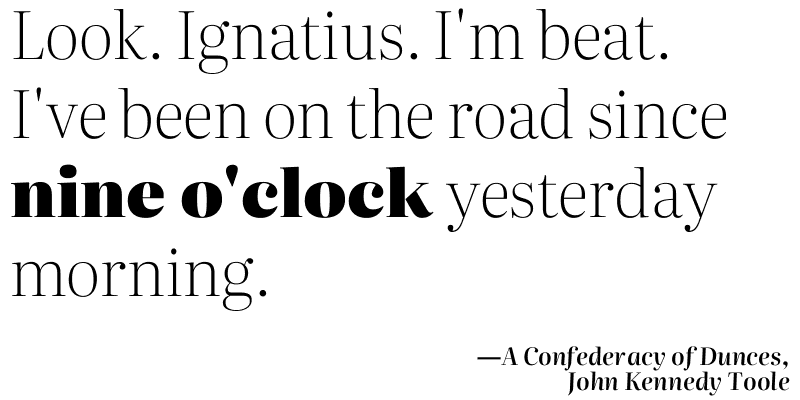 Look. Ignatius. I'm beat.
I've been on the road since
nine o'clock yesterday
morning.
—A Confederacy of Dunces,
John Kennedy Toole